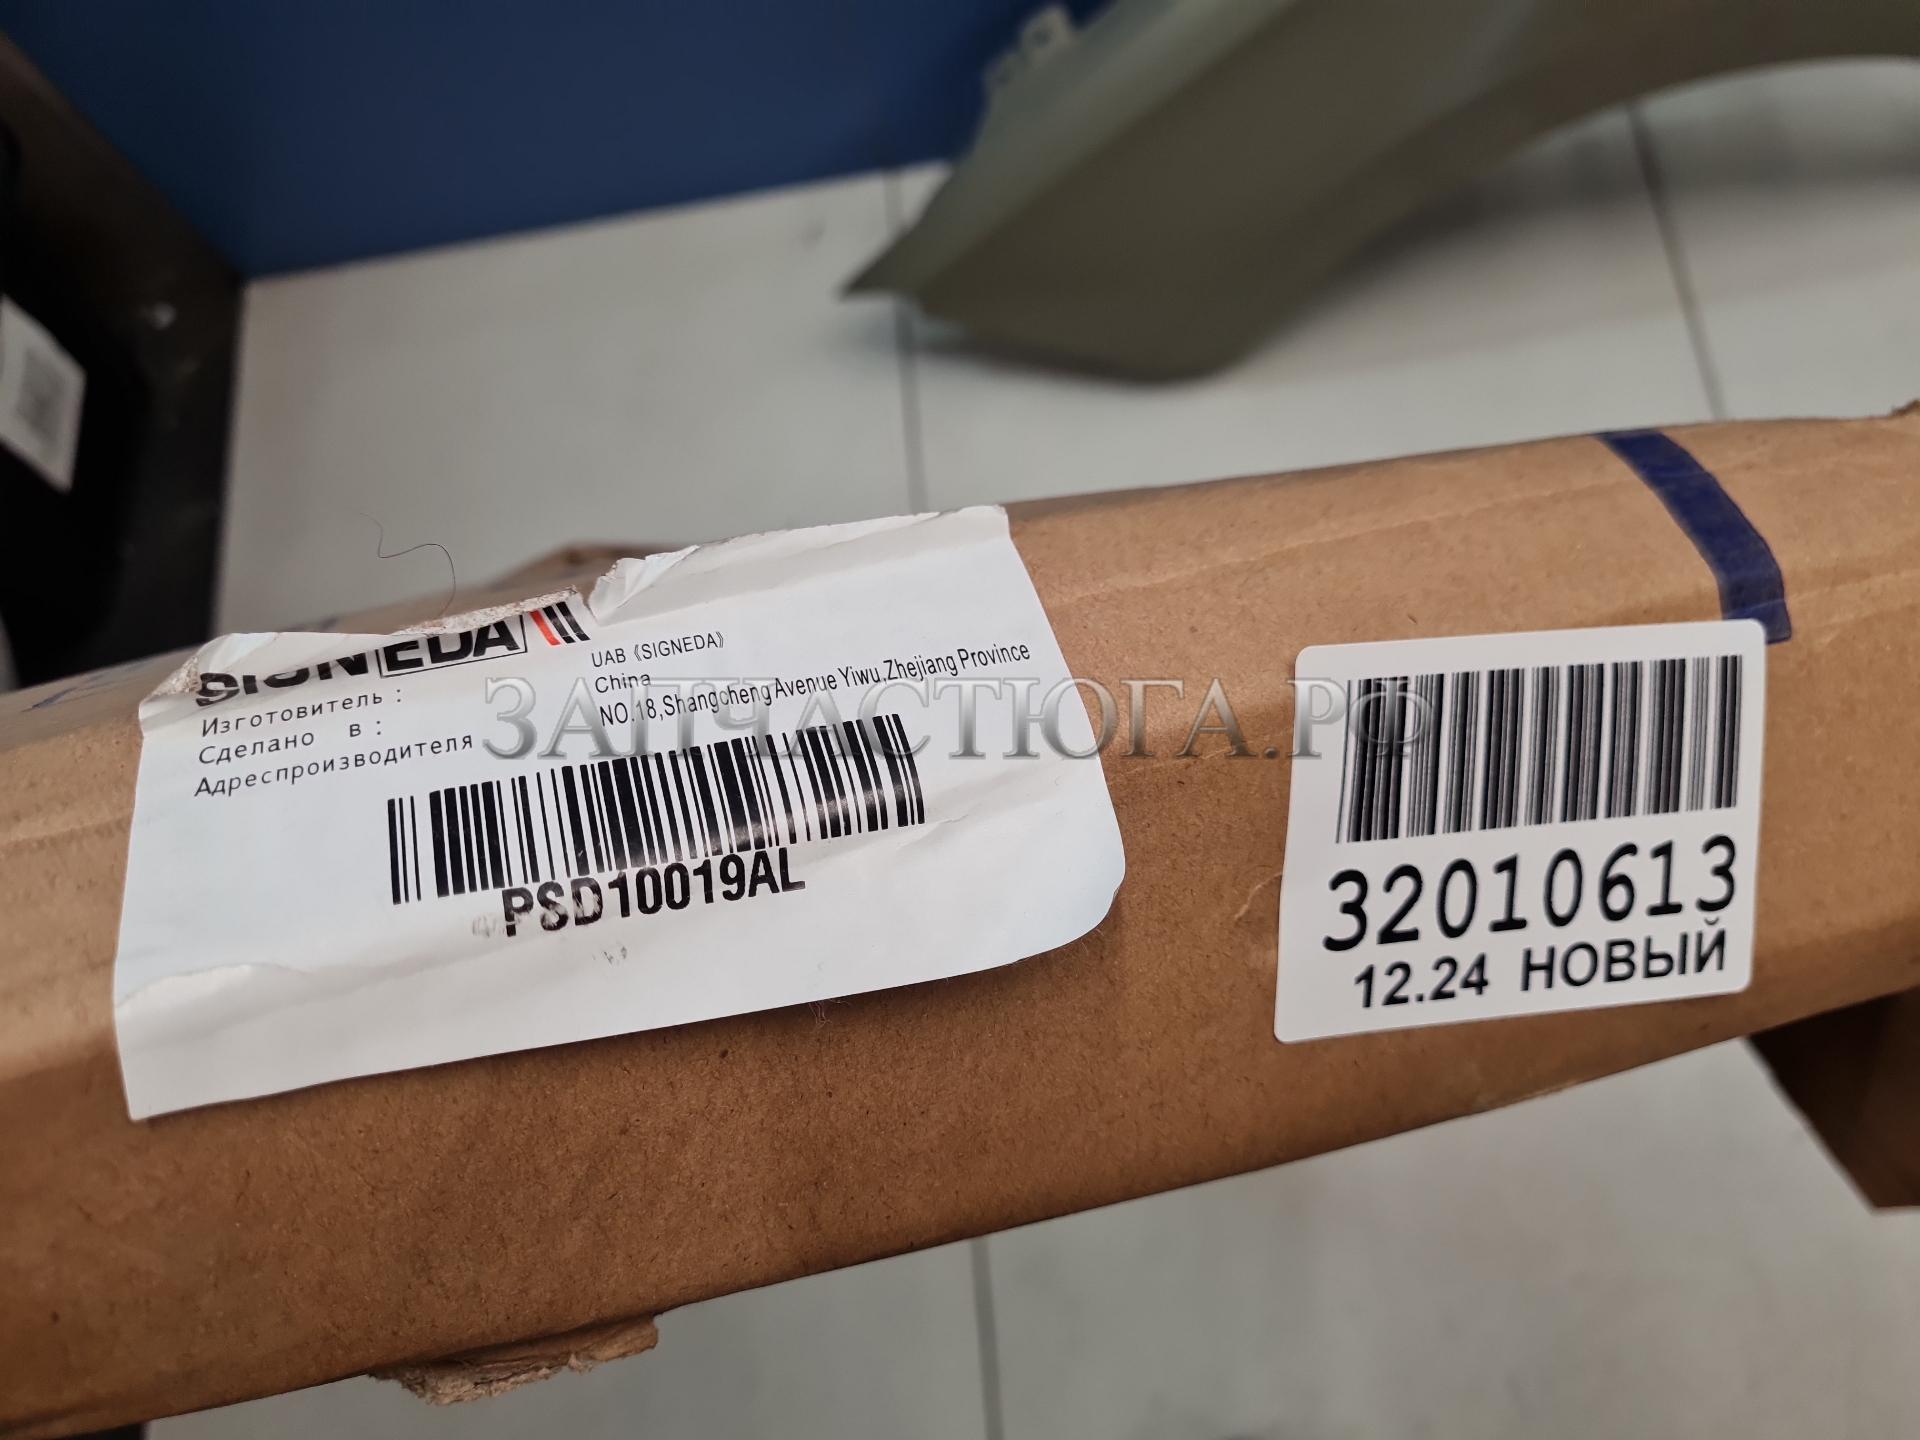 SIGNEDA
UAB《SIGNEDA》
Изготовитель :
China
Сделано в :
NO.18,Shangcheng Avenue Yiwu,Zhejiang Province
Адреспроизводителя
PSD10019AL
ЗАПЧАСТЮГА.РФ
32010613
12.24 НОВЫЙ